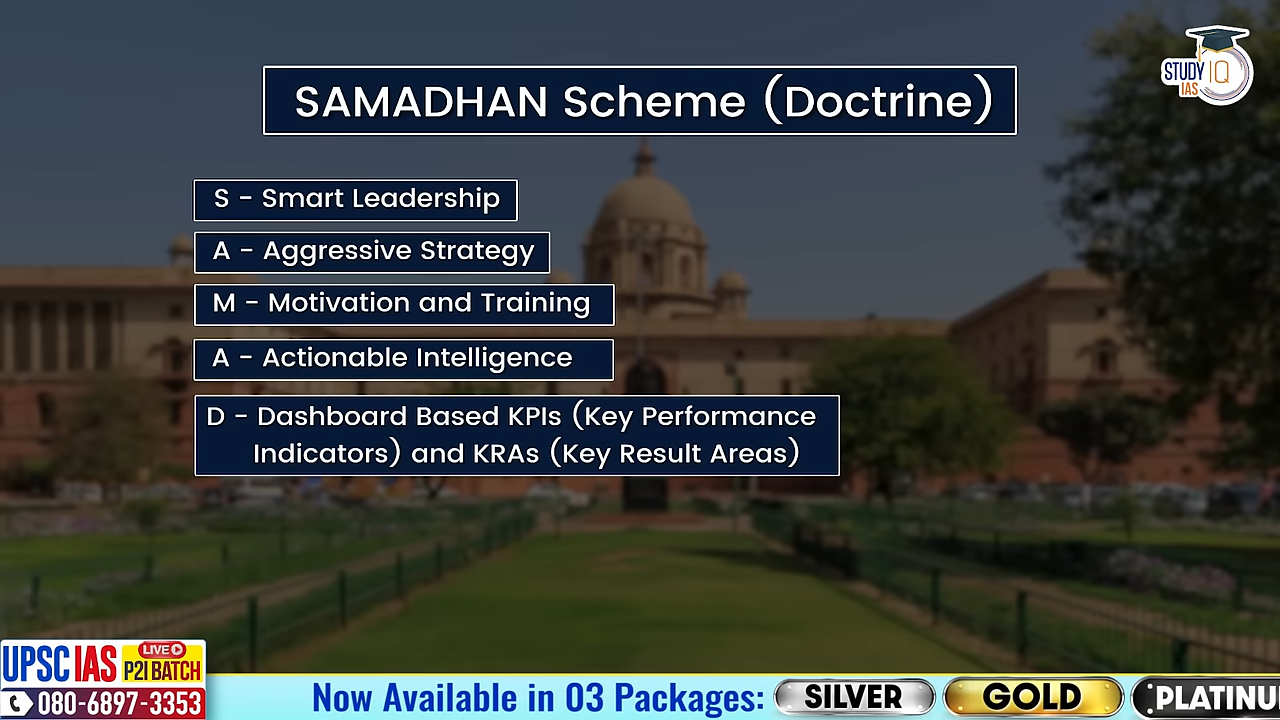 STUDY IQ
IAS
SAMADHAN Scheme (Doctrine)
S - Smart Leadership
A - Aggressive Strategy
M - Motivation and Training
A - Actionable Intelligence
D - Dashboard Based KPIs (Key Performance
Indicators) and KRAs (Key Result Areas)
UPSC IAS LIVE
P2I BATCH
080-6897-3353
Now Available in 03 Packages: SILVER GOLD PLATINU